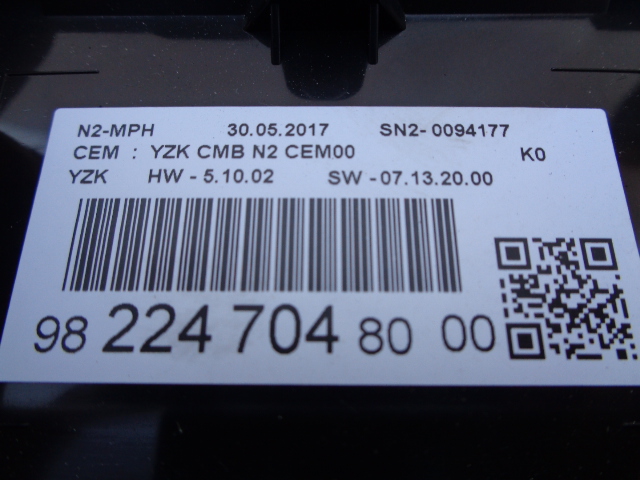 N2-MPH 30.05.2017 SN2- 0094177
CEM : YZK CMB N2 CEM00 K0
YZK HW - 5.10.02 SW -07.13.20.00
98 224 704 80 00